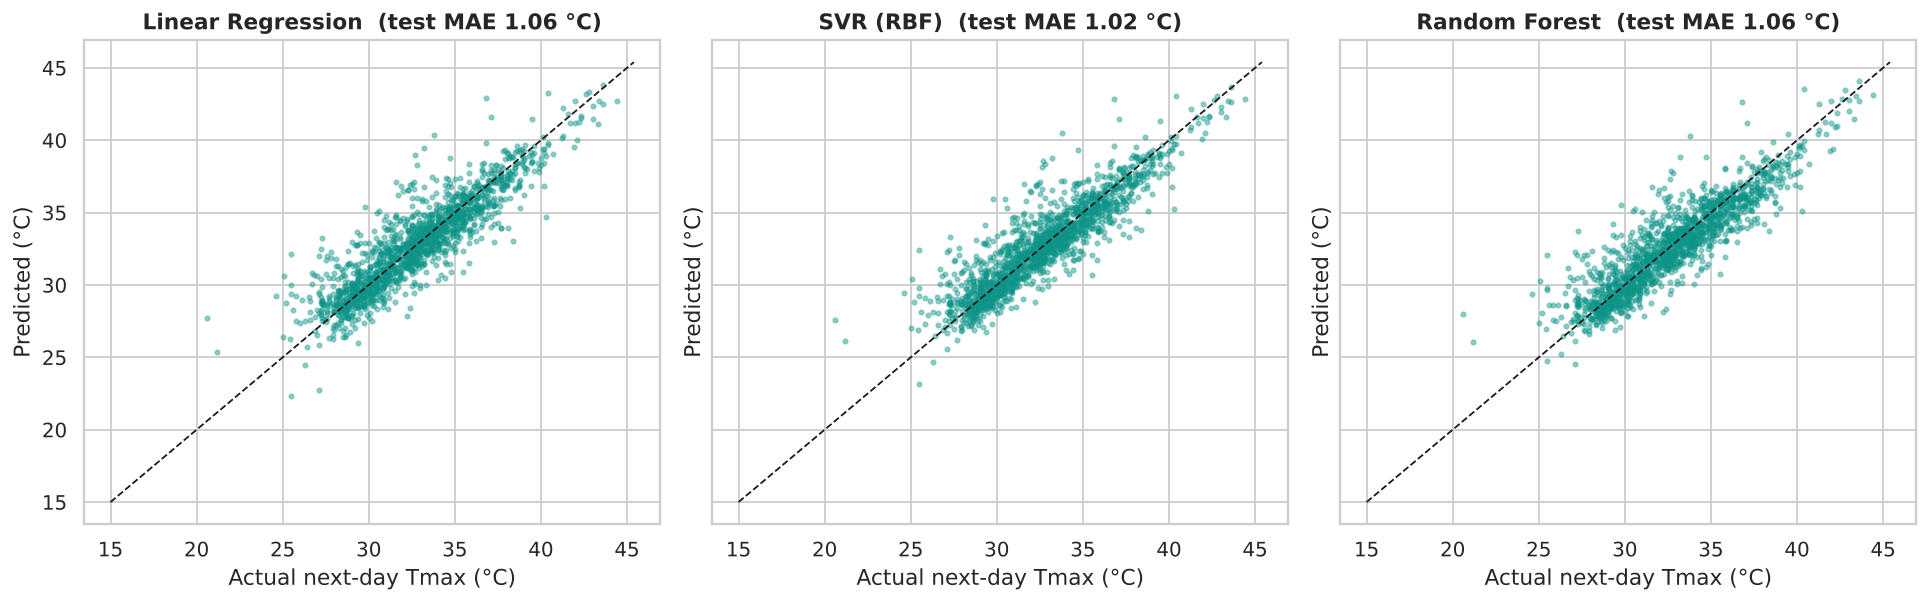 Linear Regression  (test MAE 1.06 °C)
45
40
35
30
25
20
15
Predicted (°C)
15 20 25 30 35 40 45
Actual next-day Tmax (°C)
SVR (RBF)  (test MAE 1.02 °C)
Predicted (°C)
15 20 25 30 35 40 45
Actual next-day Tmax (°C)
Random Forest  (test MAE 1.06 °C)
Predicted (°C)
15 20 25 30 35 40 45
Actual next-day Tmax (°C)